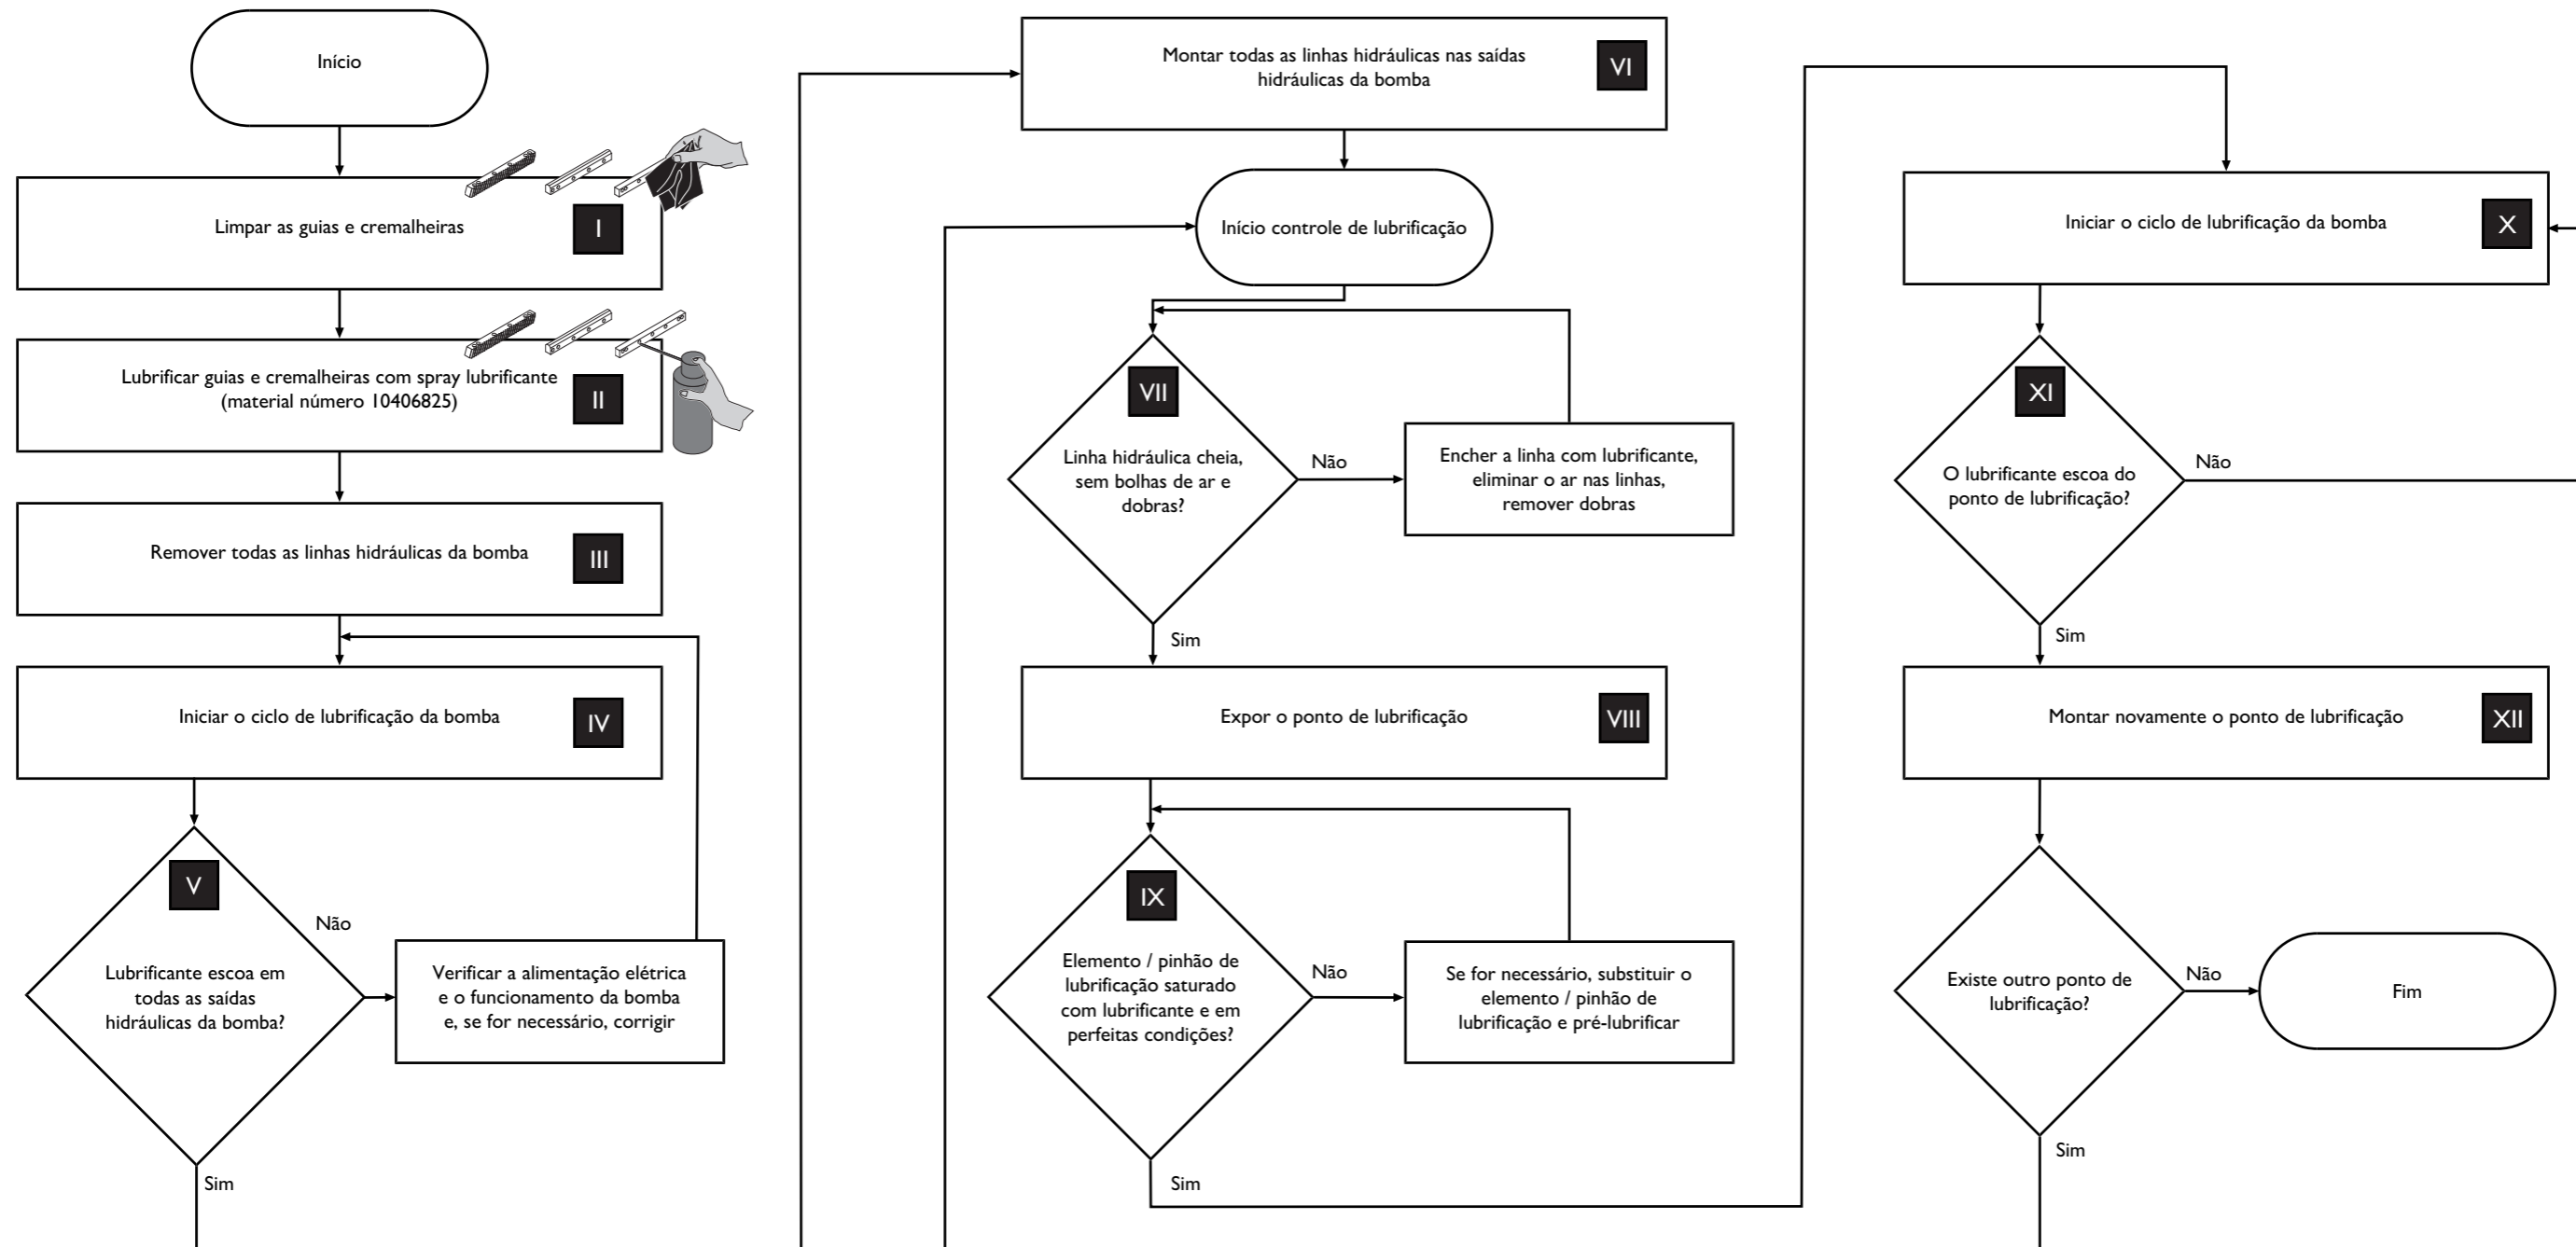 Início
Limpar as guias e cremalheiras
I
Lubrificar guias e cremalheiras com spray lubrificante
(material número 10406825)
II
Remover todas as linhas hidráulicas da bomba
III
Iniciar o ciclo de lubrificação da bomba
IV
V
Lubrificante escoa em
todas as saídas
hidráulicas da bomba?
Não
Verificar a alimentação elétrica
e o funcionamento da bomba
e, se for necessário, corrigir
Sim
Montar todas as linhas hidráulicas nas saídas
hidráulicas da bomba
VI
Início controle de lubrificação
VII
Linha hidráulica cheia,
sem bolhas de ar e
dobras?
Não
Encher a linha com lubrificante,
eliminar o ar nas linhas,
remover dobras
Sim
Expor o ponto de lubrificação
VIII
IX
Elemento / pinhão de
lubrificação saturado
com lubrificante e em
perfeitas condições?
Não
Se for necessário, substituir o
elemento / pinhão de
lubrificação e pré-lubrificar
Sim
Iniciar o ciclo de lubrificação da bomba
X
XI
O lubrificante escoa do
ponto de lubrificação?
Não
Sim
Montar novamente o ponto de lubrificação
XII
Existe outro ponto de
lubrificação?
Não
Fim
Sim